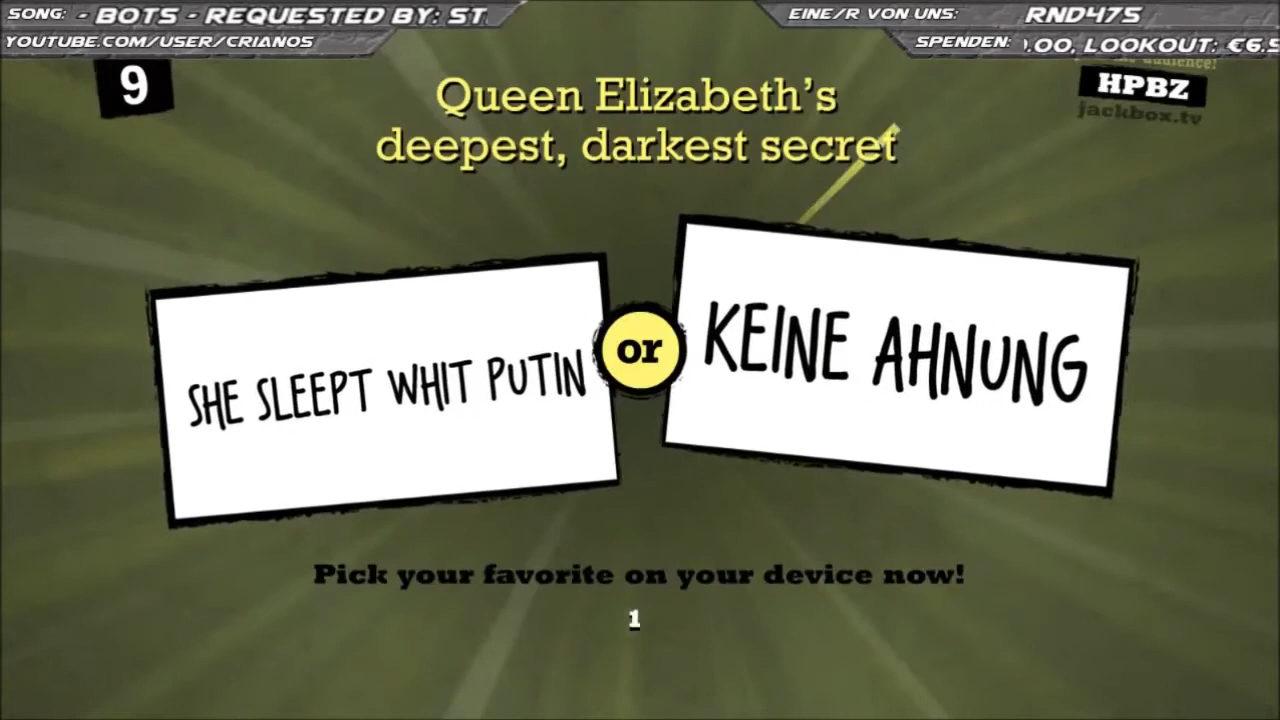 SONG: - BOTS - REQUESTED BY: ST
EINE/R VON UNS: RND47S
YOUTUBE.COM/USER/CRIANOS
SPENDEN: .00, LOOKOUT: €6.5
audience!
9
HPBZ
jackbox.tv
Queen Elizabeth's
deepest, darkest secret
SHE SLEEPT WHIT PUTIN
or
KEINE AHNUNG
Pick your favorite on your device now!
1